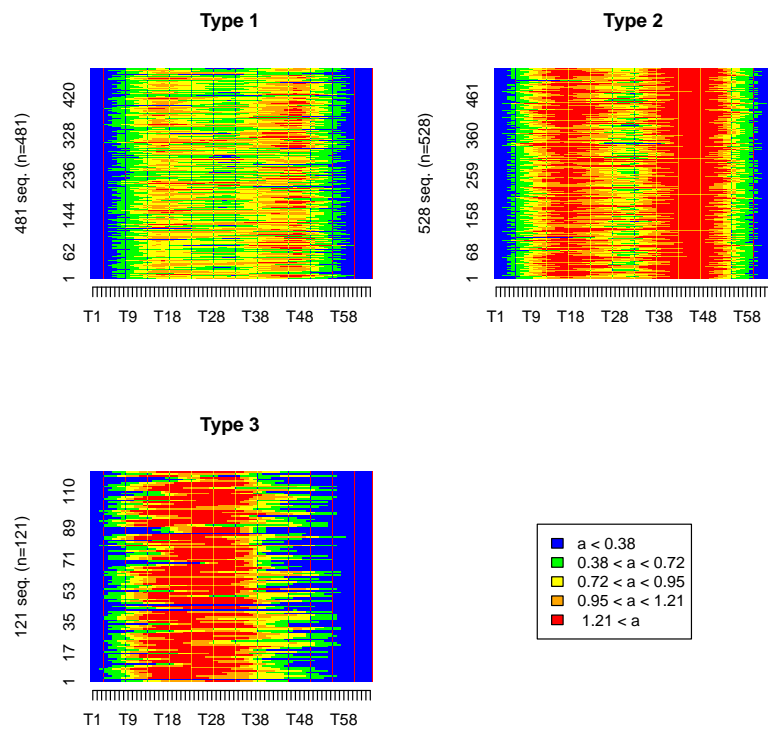 Type 1
481 seq. (n=481)
1 62 144 236 328 420
T1 T9 T18 T28 T38 T48 T58
Type 2
528 seq. (n=528)
1 68 158 259 360 461
T1 T9 T18 T28 T38 T48 T58
Type 3
121 seq. (n=121)
1 17 35 53 71 89 110
T1 T9 T18 T28 T38 T48 T58
a < 0.38
0.38 < a < 0.72
0.72 < a < 0.95
0.95 < a < 1.21
1.21 < a